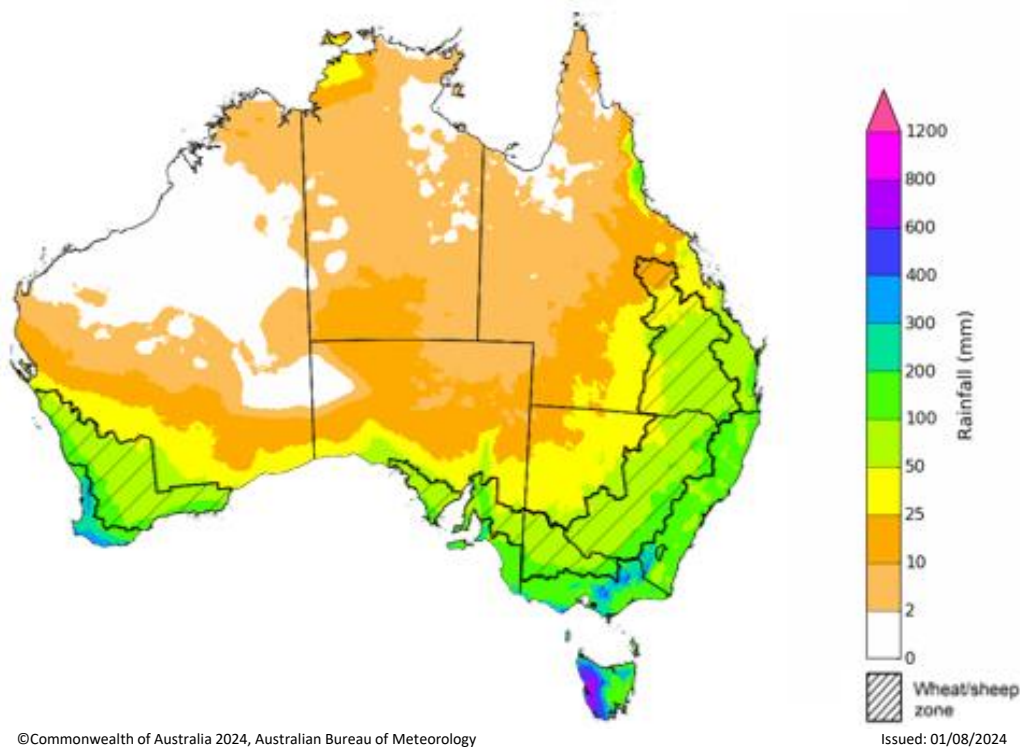 1200
800
600
400
300
200
100
50
25
10
2
0
Rainfall (mm)
Wheat/sheep
zone
©Commonwealth of Australia 2024, Australian Bureau of Meteorology
Issued: 01/08/2024